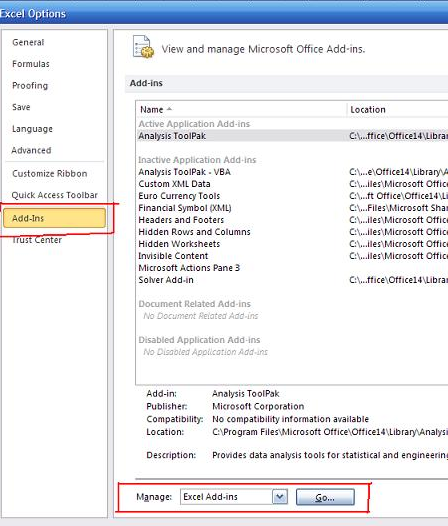 Excel Options
General
Formulas
Proofing
Save
Language
Advanced
Customize Ribbon
Quick Access Toolbar
Add-Ins
Trust Center
View and manage Microsoft Office Add-ins.
Add-ins
Name Location
Active Application Add-ins
Analysis ToolPak C:\...ffice\Office14\Librar
Inactive Application Add-ins
Analysis ToolPak - VBA C:\...e\Office14\Library\A
Custom XML Data C:\...iles\Microsoft Office
Euro Currency Tools C:\...ft Office\Office14\Li
Financial Symbol (XML) C:\...Files\Microsoft Shar
Headers and Footers C:\...iles\Microsoft Office
Hidden Rows and Columns C:\...iles\Microsoft Office
Hidden Worksheets C:\...iles\Microsoft Office
Invisible Content C:\...iles\Microsoft Office
Microsoft Actions Pane 3
Solver Add-in C:\...ffice\Office14\Librar
Document Related Add-ins
No Document Related Add-ins
Disabled Application Add-ins
No Disabled Application Add-ins
Add-in: Analysis ToolPak
Publisher: Microsoft Corporation
Compatibility: No compatibility information available
Location: C:\Program Files\Microsoft Office\Office14\Library\Analysi
Description: Provides data analysis tools for statistical and engineering
Manage: Excel Add-ins Go...